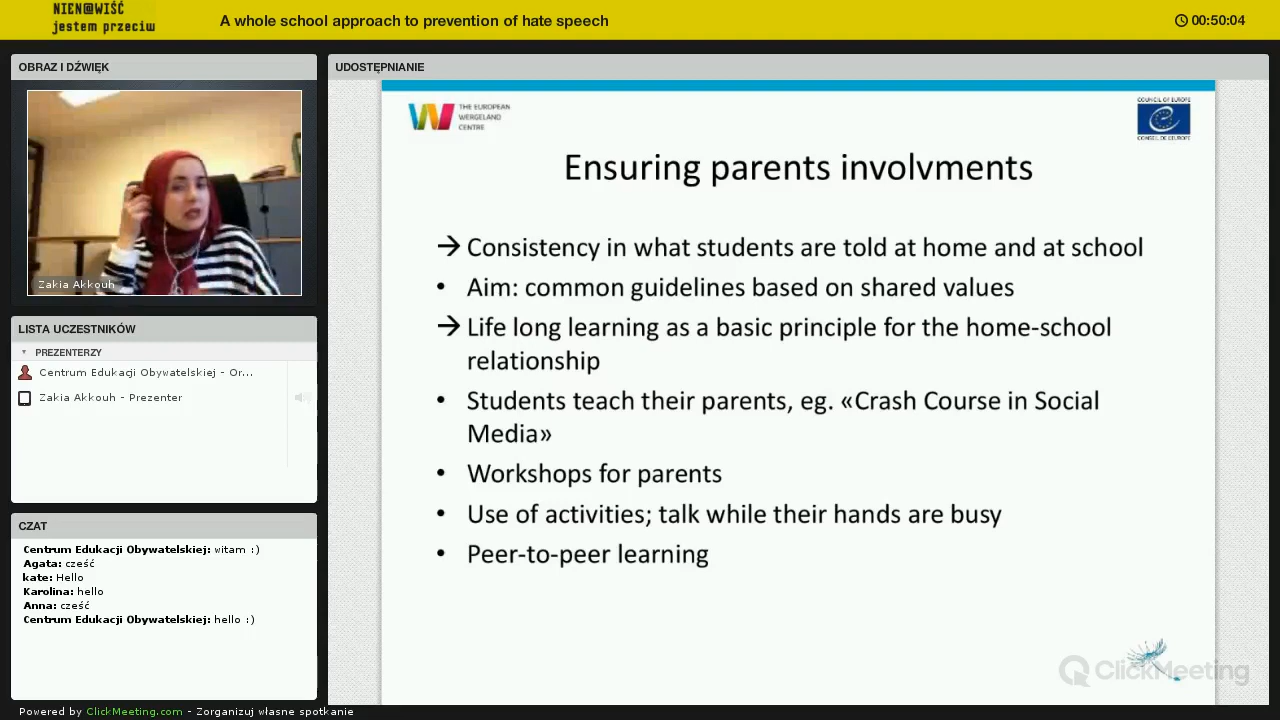 NIEN@WIŚĆ
jestem przeciw
A whole school approach to prevention of hate speech
00:50:04
OBRAZ I DŹWIĘK
Zakia Akkouh
LISTA UCZESTNIKÓW
PREZENTERZY
Centrum Edukacji Obywatelskiej - Or...
Zakia Akkouh - Prezenter
CZAT
Centrum Edukacji Obywatelskiej: witam :)
Agata: cześć
kate: Hello
Karolina: hello
Anna: cześć
Centrum Edukacji Obywatelskiej: hello :)
Powered by ClickMeeting.com - Zorganizuj własne spotkanie
UDOSTĘPNIANIE
THE EUROPEAN
WERGELAND
CENTRE
COUNCIL OF EUROPE
CONSEIL DE L'EUROPE
Ensuring parents involvments
→ Consistency in what students are told at home and at school
• Aim: common guidelines based on shared values
→ Life long learning as a basic principle for the home-school
relationship
• Students teach their parents, eg. «Crash Course in Social
Media»
• Workshops for parents
• Use of activities; talk while their hands are busy
• Peer-to-peer learning
ClickMeeting